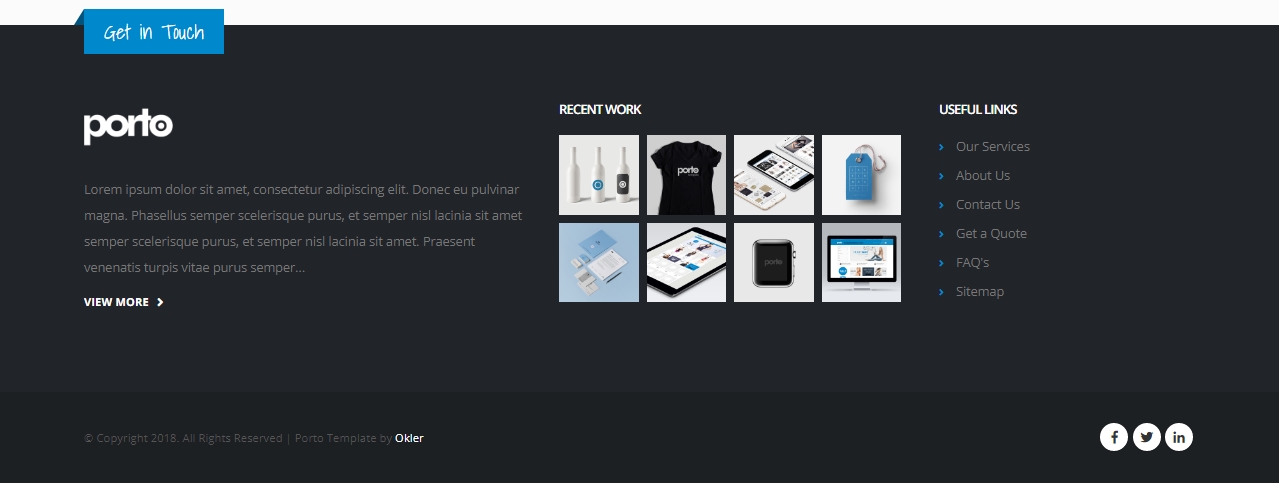 Get in Touch
porto
Lorem ipsum dolor sit amet, consectetur adipiscing elit. Donec eu pulvinar
magna. Phasellus semper scelerisque purus, et semper nisl lacinia sit amet
semper scelerisque purus, et semper nisl lacinia sit amet. Praesent
venenatis turpis vitae purus semper...
VIEW MORE
RECENT WORK
porto
porto
USEFUL LINKS
Our Services
About Us
Contact Us
Get a Quote
FAQ's
Sitemap
© Copyright 2018. All Rights Reserved | Porto Template by Okler